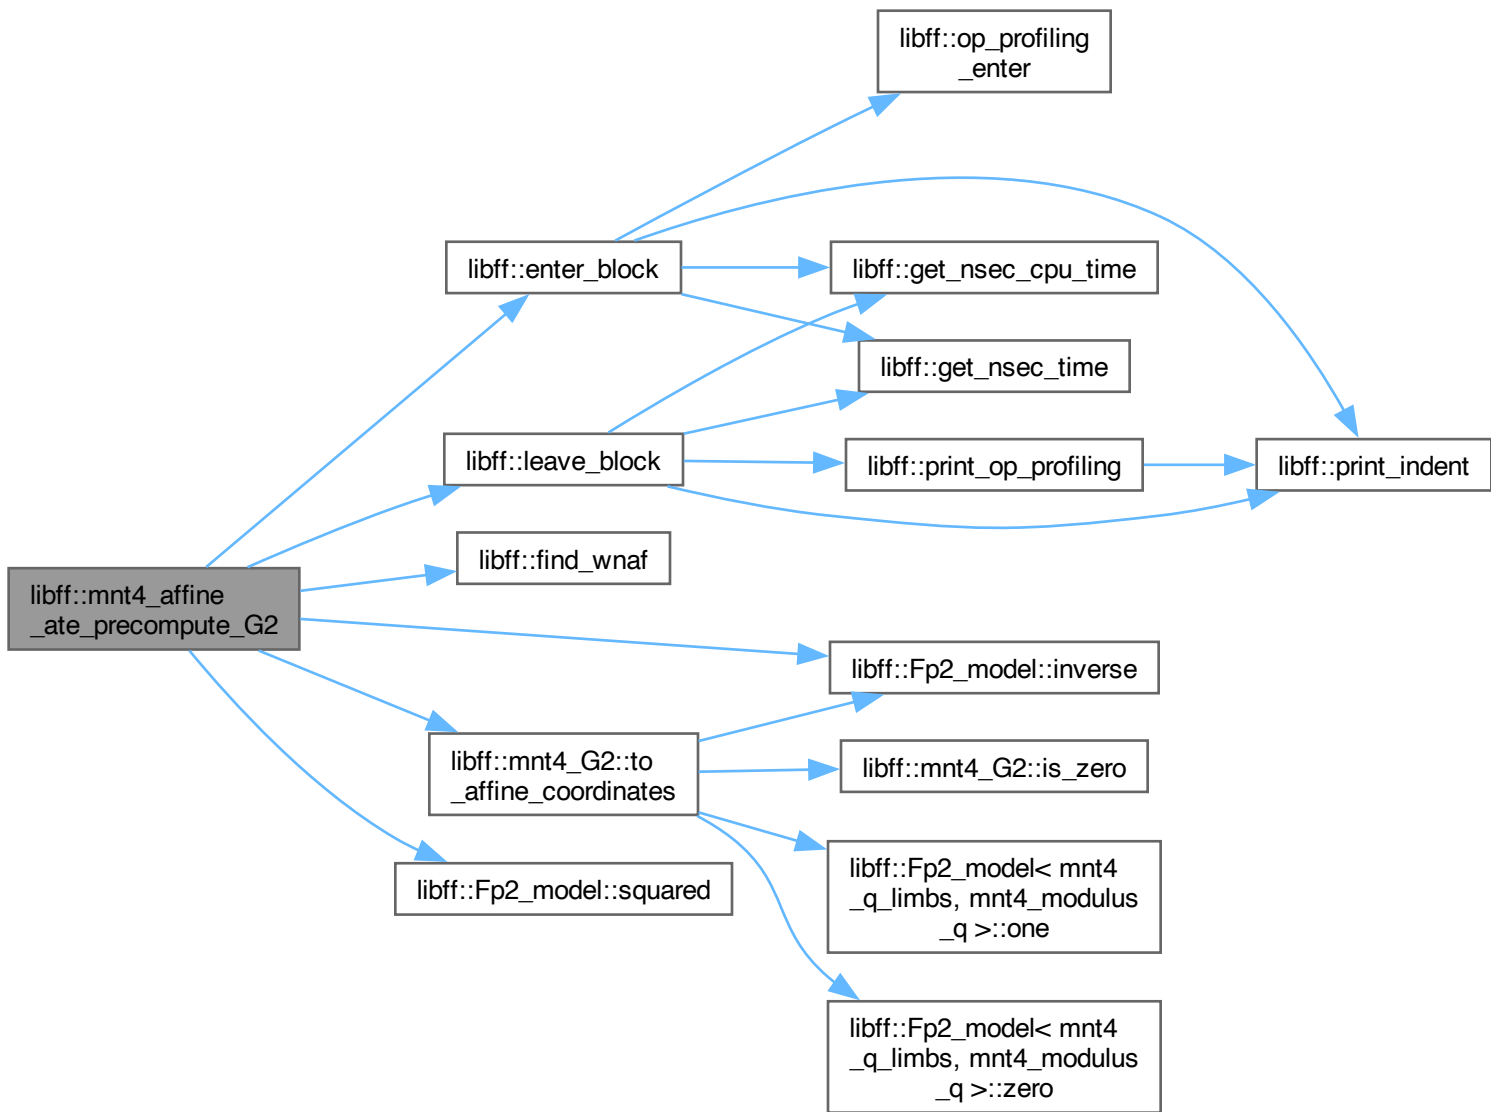 libff::op_profiling
_enter
libff::enter_block
libff::get_nsec_cpu_time
libff::get_nsec_time
libff::leave_block
libff::print_op_profiling
libff::print_indent
libff::find_wnaf
libff::mnt4_affine
_ate_precompute_G2
libff::Fp2_model::inverse
libff::mnt4_G2::to
_affine_coordinates
libff::mnt4_G2::is_zero
libff::Fp2_model::squared
libff::Fp2_model< mnt4
_q_limbs, mnt4_modulus
_q >::one
libff::Fp2_model< mnt4
_q_limbs, mnt4_modulus
_q >::zero